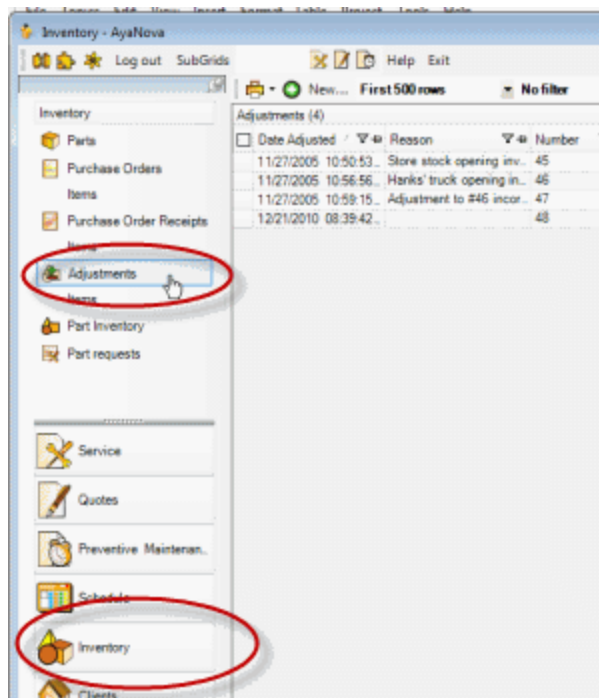 Inventory - AyaNova
Log out SubGrids Help Exit
New... First 500 rows No filter
Inventory
Parts
Purchase Orders
Items
Purchase Order Receipts
Items
Adjustments
Items
Part Inventory
Part requests
Adjustments (4)
Date Adjusted Reason Number
11/27/2005 10:50:53... Store stock opening inv... 45
11/27/2005 10:56:56... Hanks' truck opening in... 46
11/27/2005 10:59:15... Adjustment to #46 incor... 47
12/21/2010 08:39:42... 48
Service
Quotes
Preventive Maintenan...
Schedule
Inventory
Clients